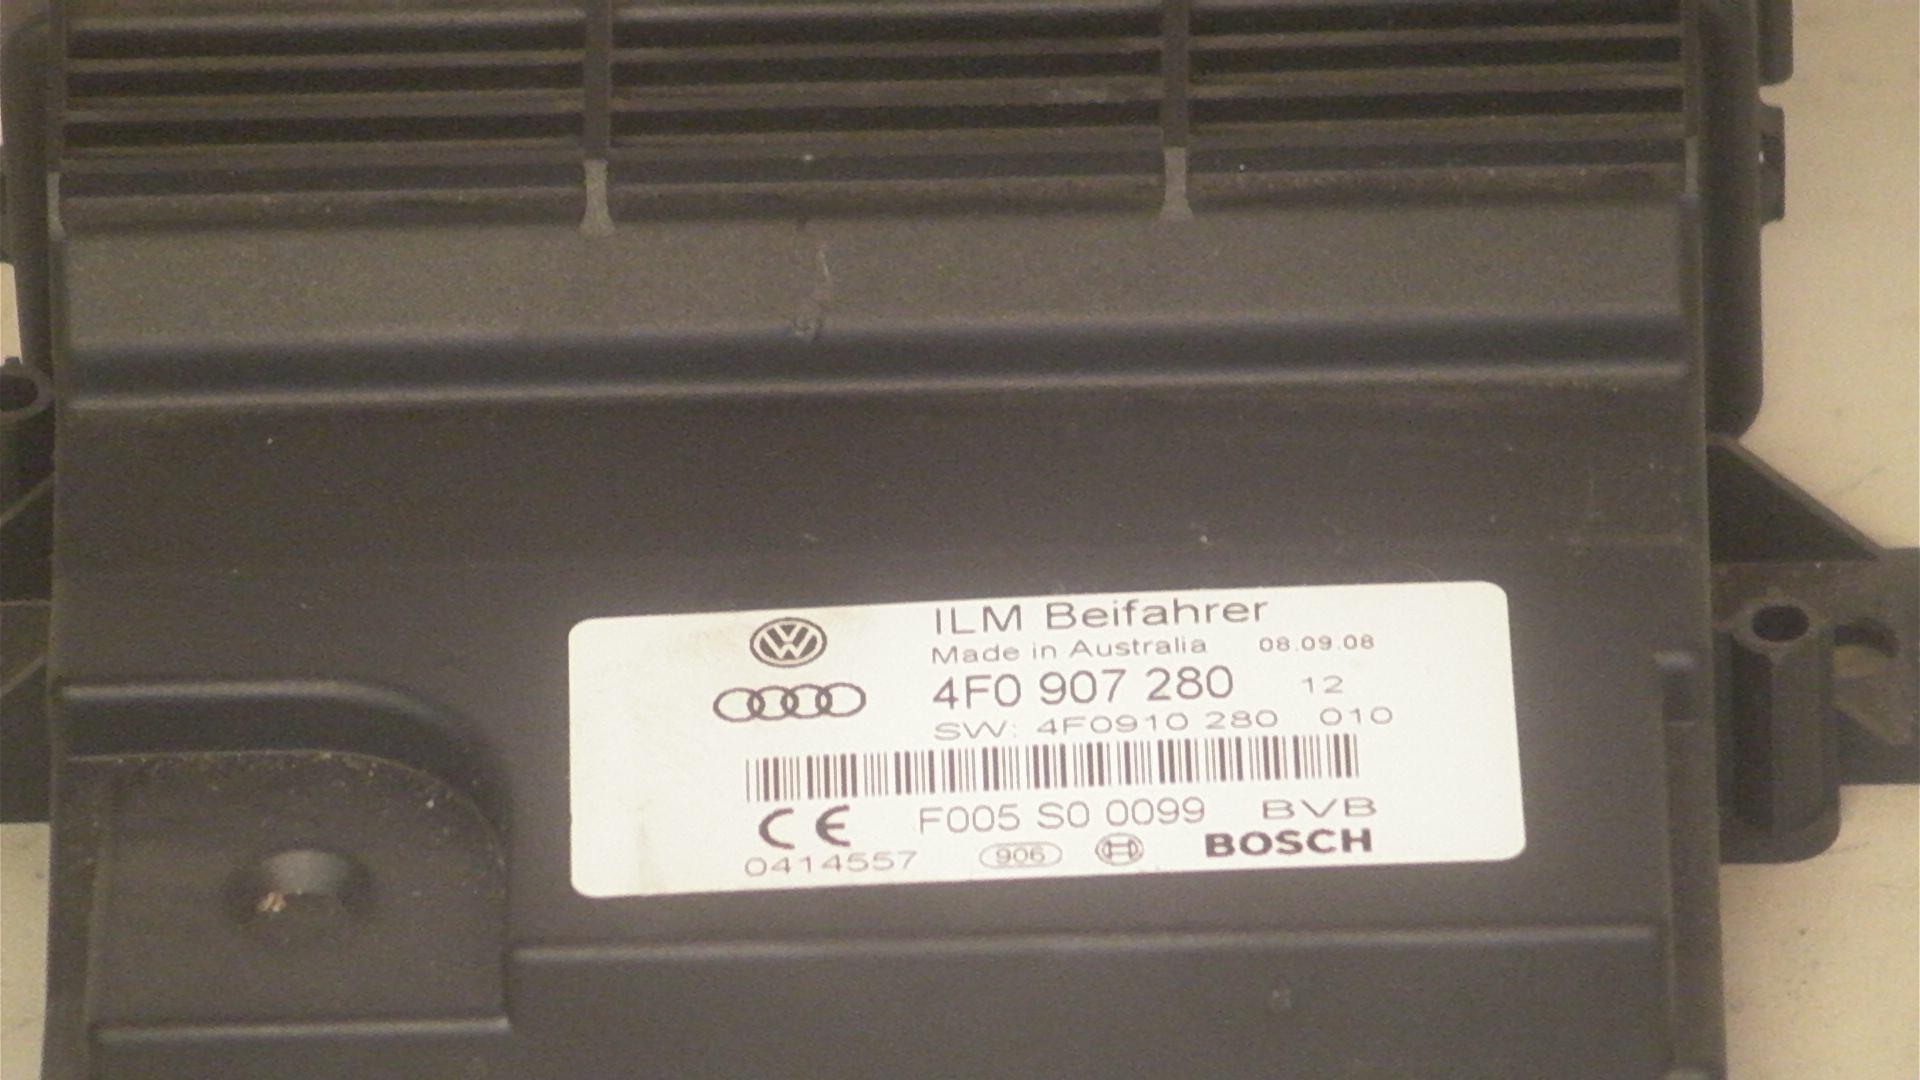 ILM Beifahrer
Made in Australia 08.09.08
4F0 907 280 12
SW: 4F0910 280 010
F005 S0 0099 BVB
CE
0414557 906 BOSCH